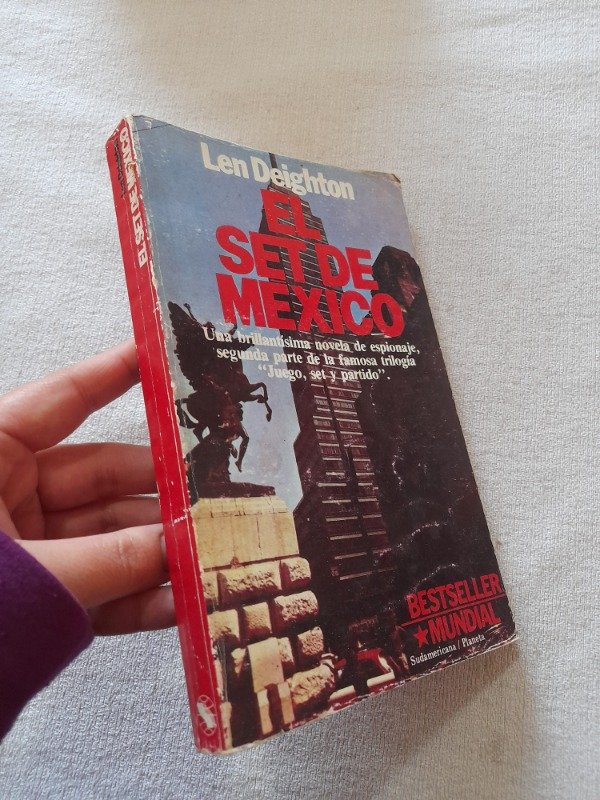 Len Deighton
EL
SET DE
MEXICO
Una brillantísima novela de espionaje,
segunda parte de la famosa trilogía
“Juego, set y partido”.
BESTSELLER
MUNDIAL
Sudamericana / Planeta